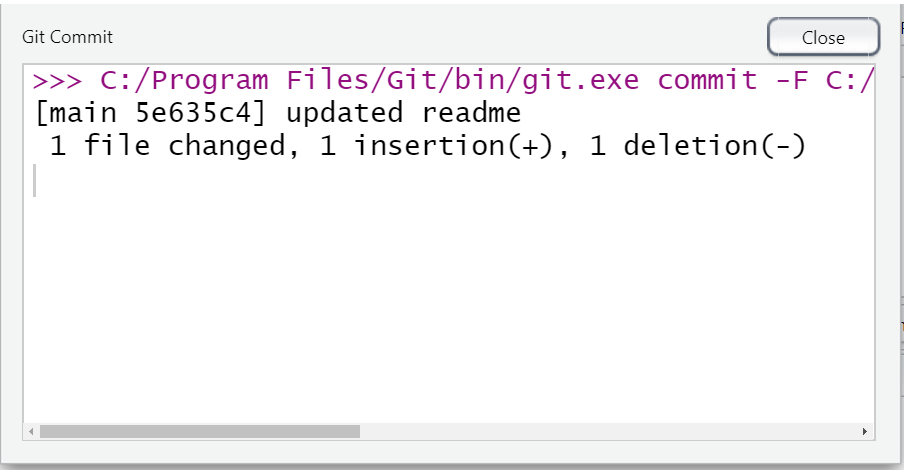 Git Commit
Close
>>> C:/Program Files/Git/bin/git.exe commit -F C:/
[main 5e635c4] updated readme
1 file changed, 1 insertion(+), 1 deletion(-)